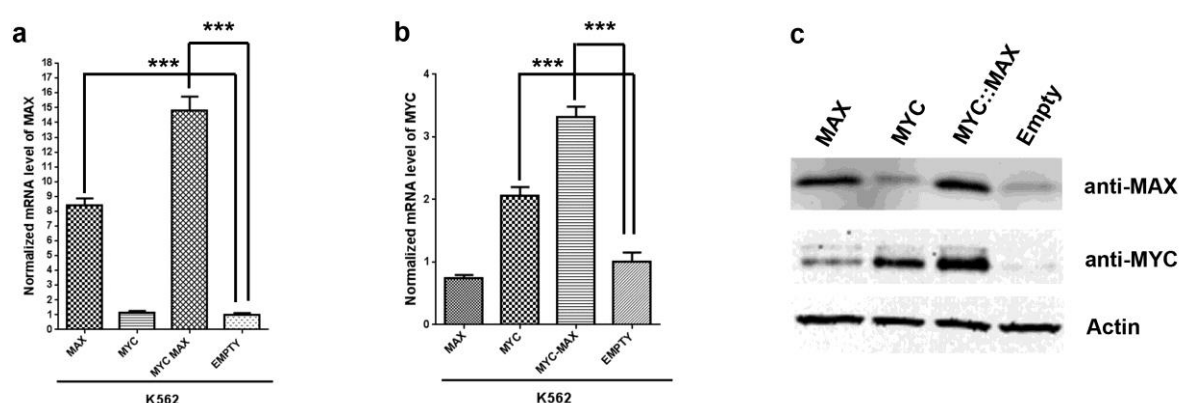 a
***
***
Normalized mRNA level of MAX
18
17
16
15
14
13
12
11
10
9
8
7
6
5
4
3
2
1
0
MAX
MYC
MYC MAX
EMPTY
K562
b
***
***
Normalized mRNA level of MYC
4
3
2
1
0
MAX
MYC
MYC-MAX
EMPTY
K562
c
MAX
MYC
MYC::MAX
Empty
anti-MAX
anti-MYC
Actin